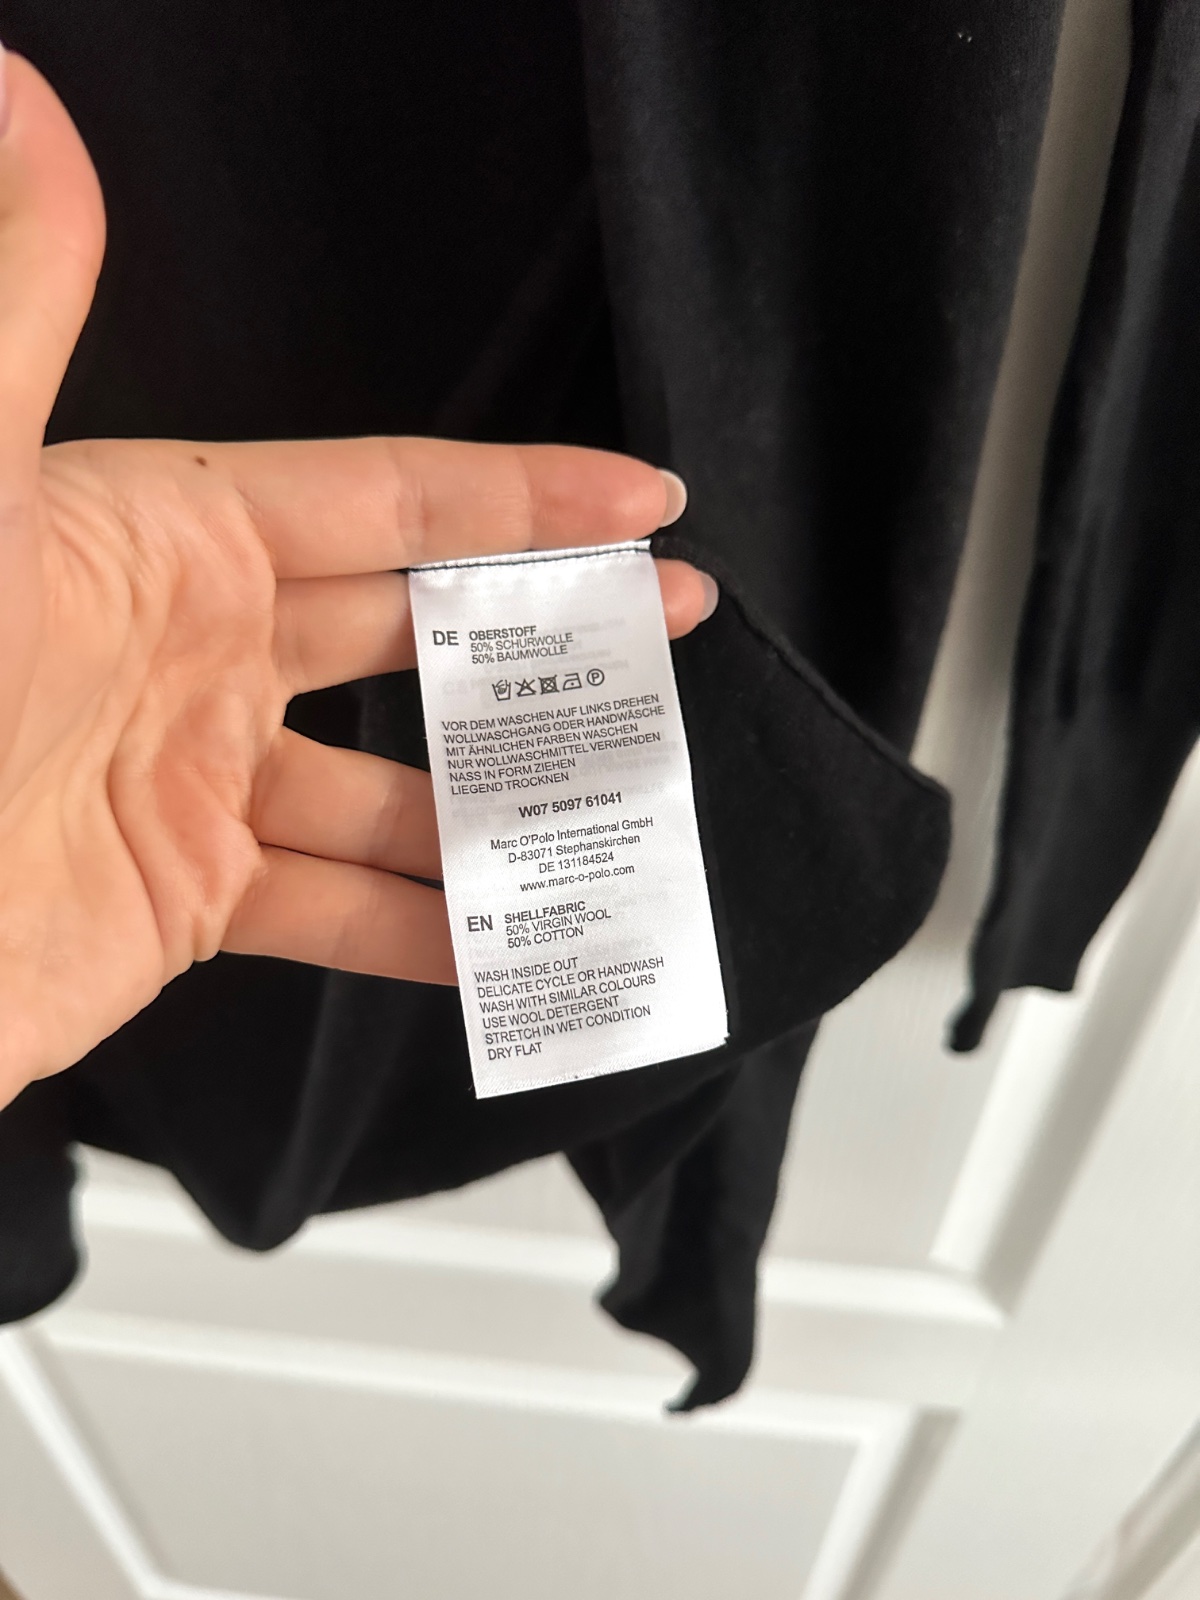 DE OBERSTOFF
50% SCHURWOLLE
50% BAUMWOLLE
P
VOR DEM WASCHEN AUF LINKS DREHEN
WOLLWASCHGANG ODER HANDWÄSCHE
MIT ÄHNLICHEN FARBEN WASCHEN
NUR WOLLWASCHMITTEL VERWENDEN
NASS IN FORM ZIEHEN
LIEGEND TROCKNEN
W07 5097 61041
Marc O'Polo International GmbH
D-83071 Stephanskirchen
DE 131184524
www.marc-o-polo.com
EN SHELLFABRIC
50% VIRGIN WOOL
50% COTTON
WASH INSIDE OUT
DELICATE CYCLE OR HANDWASH
WASH WITH SIMILAR COLOURS
USE WOOL DETERGENT
STRETCH IN WET CONDITION
DRY FLAT